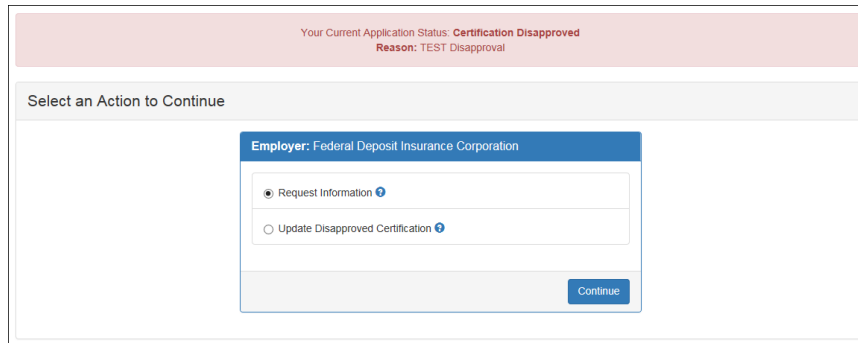 Your Current Application Status: Certification Disapproved
Reason: TEST Disapproval
Select an Action to Continue
Employer: Federal Deposit Insurance Corporation
Request Information ?
Update Disapproved Certification ?
Continue